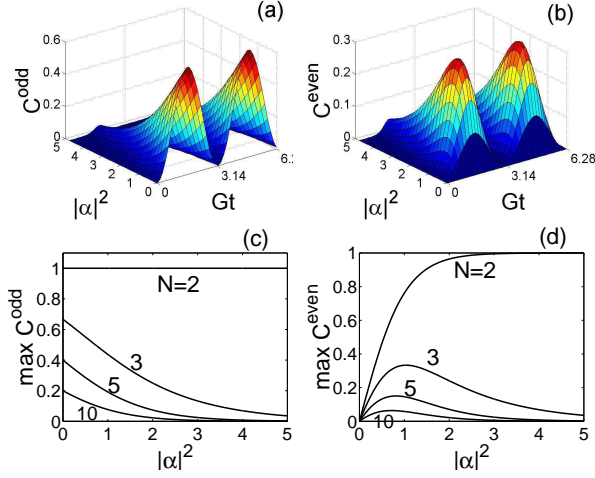 (a)
0.6
0.4
0.2
0
C^odd
5
4
3
2
1
0
|α|^2
0
3.14
6.2
Gt
(b)
0.3
0.2
0.1
0
C^even
5
4
3
2
1
0
|α|^2
0
3.14
6.28
Gt
(c)
1
0.8
0.6
0.4
0.2
0
max C^odd
N=2
3
5
10
0 1 2 3 4 5
|α|^2
(d)
1
0.8
0.6
0.4
0.2
0
max C^even
N=2
3
5
10
0 1 2 3 4 5
|α|^2